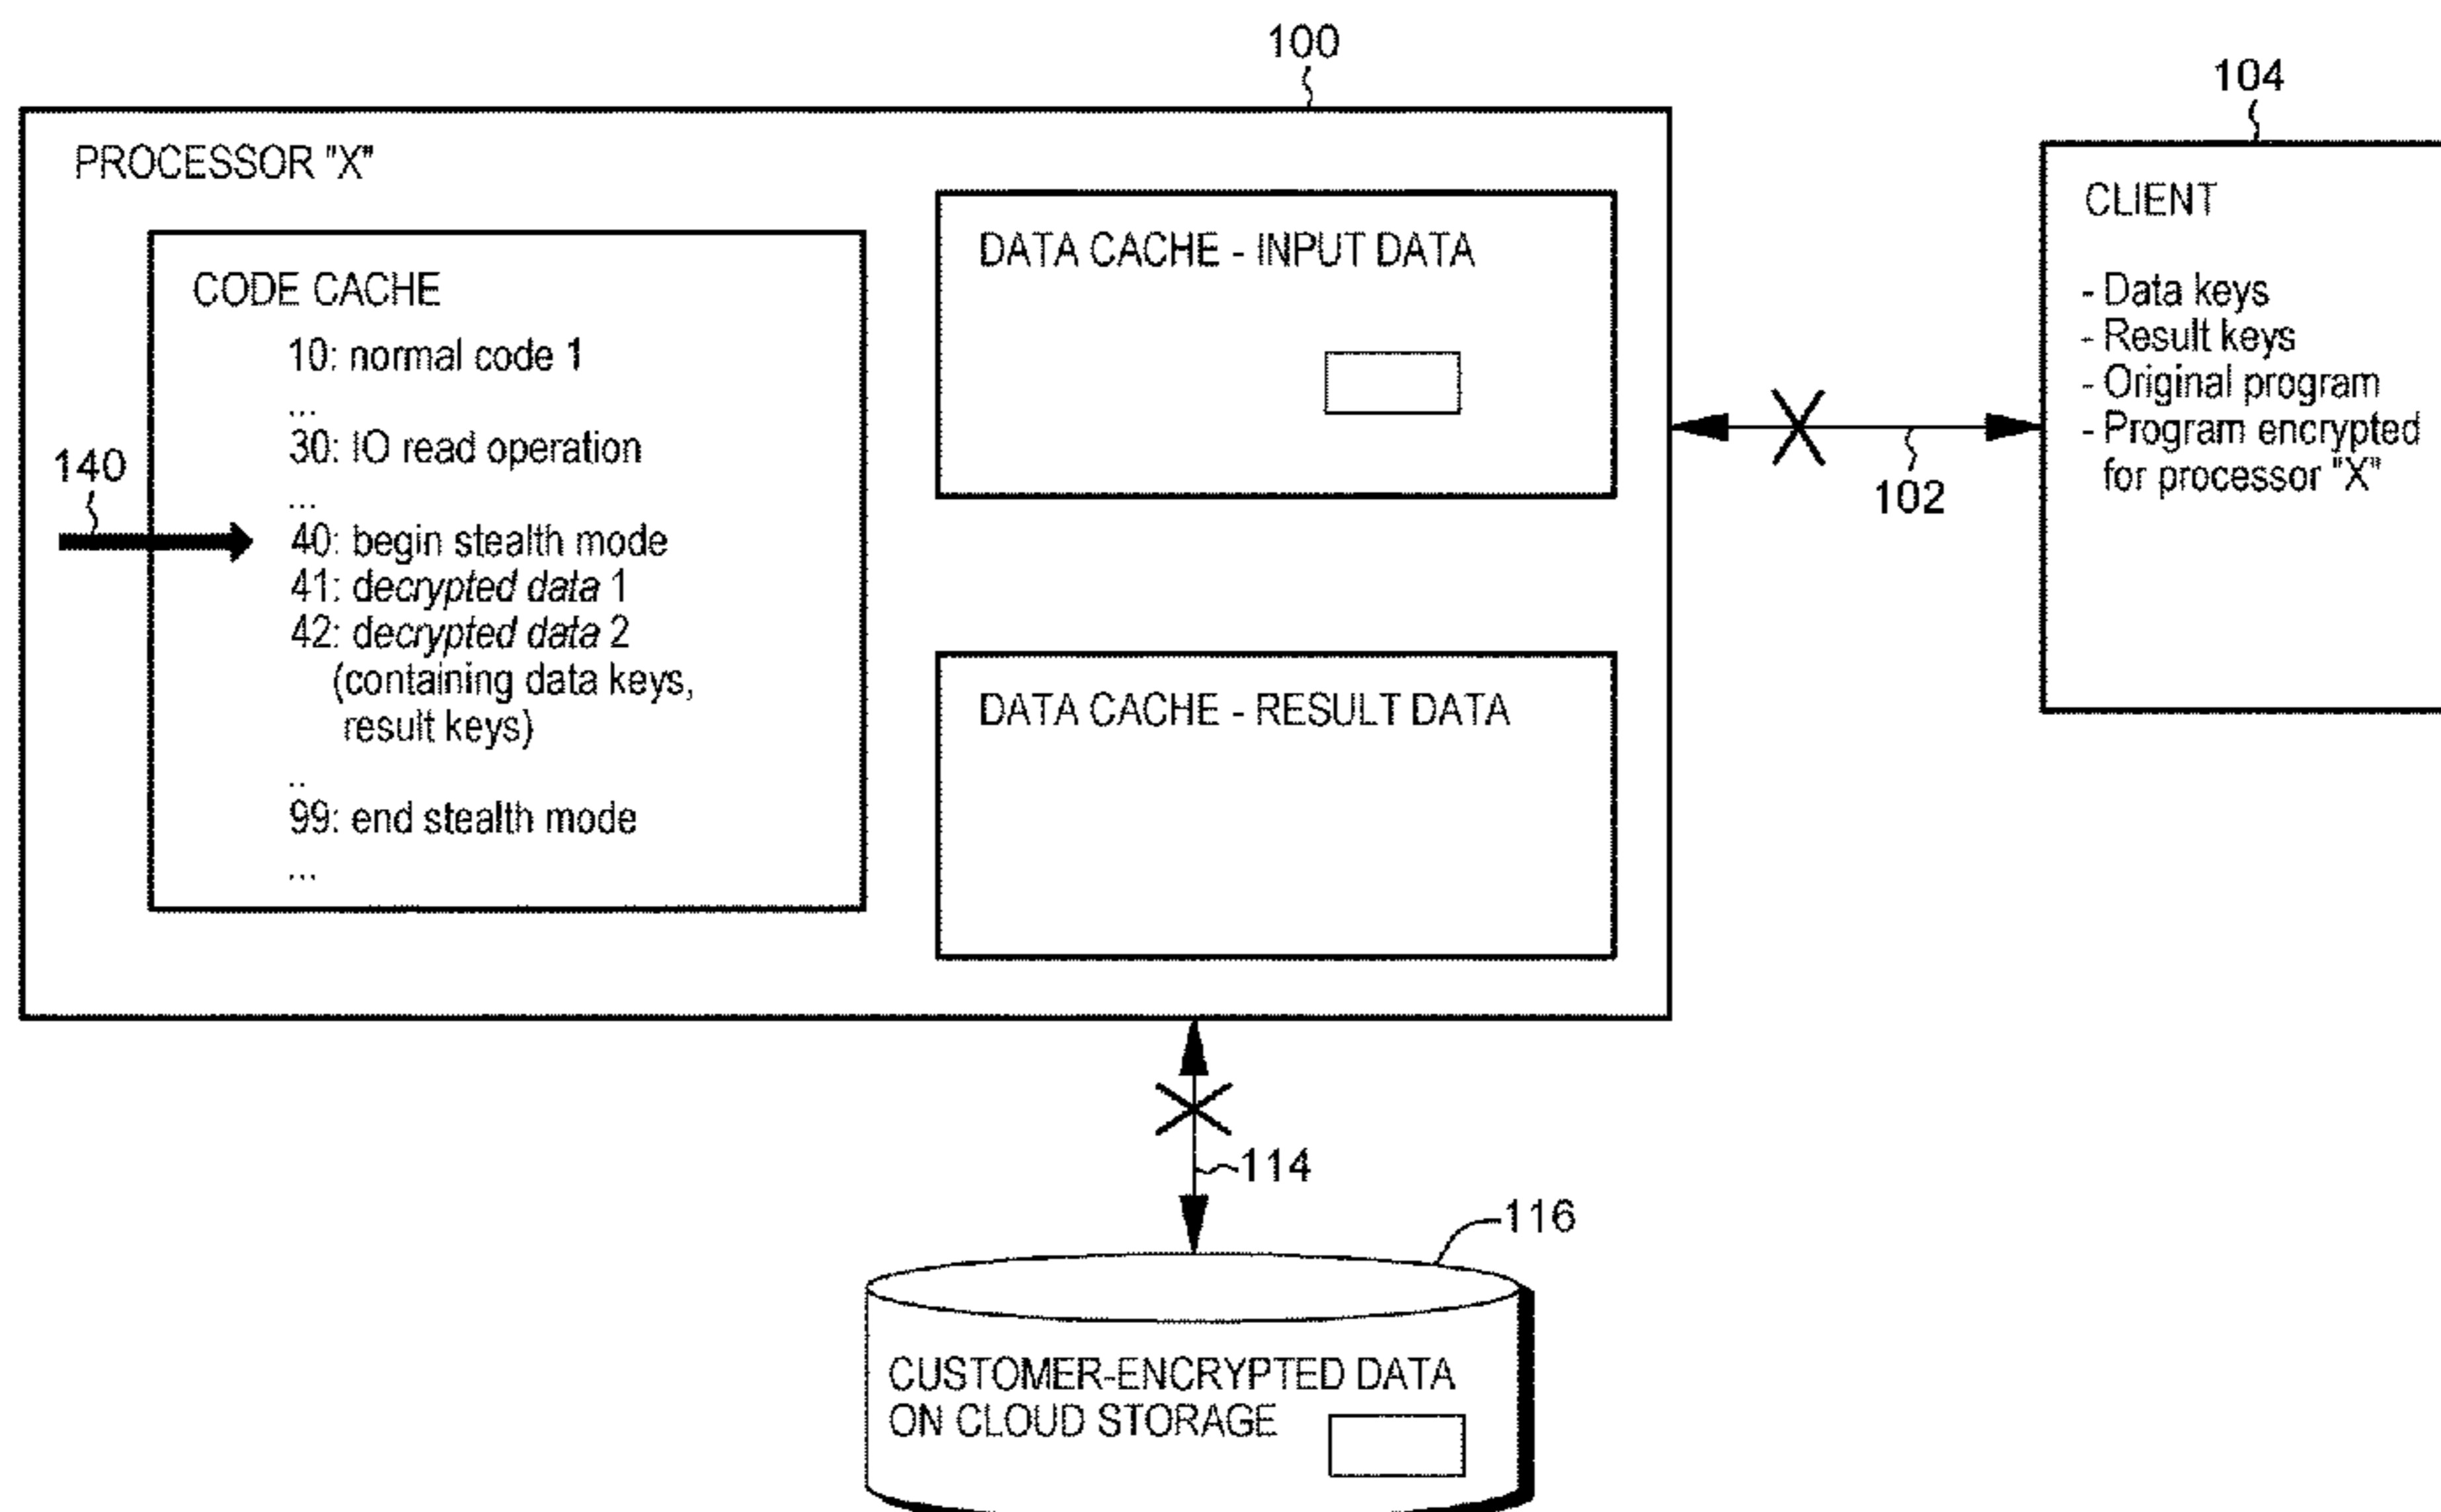 100
104
PROCESSOR "X"
CODE CACHE
10: normal code 1
...
30: IO read operation
...
140
40: begin stealth mode
41: decrypted data 1
42: decrypted data 2
(containing data keys,
result keys)
..
99: end stealth mode
...
DATA CACHE - INPUT DATA
DATA CACHE - RESULT DATA
102
CLIENT
- Data keys
- Result keys
- Original program
- Program encrypted
for processor "X"
114
116
CUSTOMER-ENCRYPTED DATA
ON CLOUD STORAGE